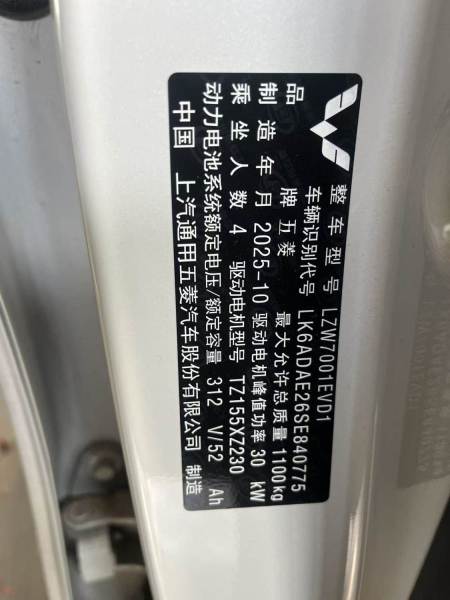 整车型号 LZW7001EVD1
车辆识别代号 LK6ADAE26SE840775
品 牌 五菱 最大允许总质量 1100kg
制造年月 2025-10 驱动电机峰值功率 30 kW
乘坐人数 4 驱动电机型号 TZ155XZ230
动力电池系统额定电压/额定容量 312 V/52 Ah
中国 上汽通用五菱汽车股份有限公司 制造